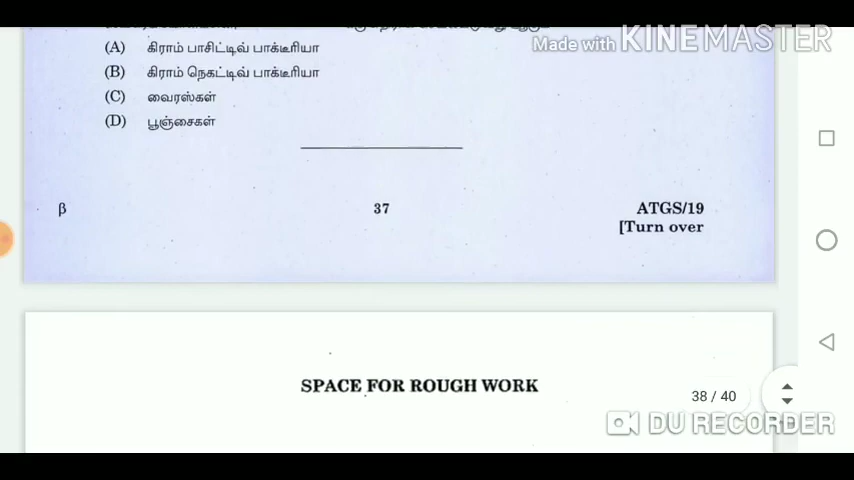 Made with KINEMASTER
(A) கிராம் பாசிட்டிவ் பாக்டீரியா
(B) கிராம் நெகட்டிவ் பாக்டீரியா
(C) வைரஸ்கள்
(D) பூஞ்சைகள்
β 37 ATGS/19
[Turn over
SPACE FOR ROUGH WORK
38 / 40
DU RECORDER